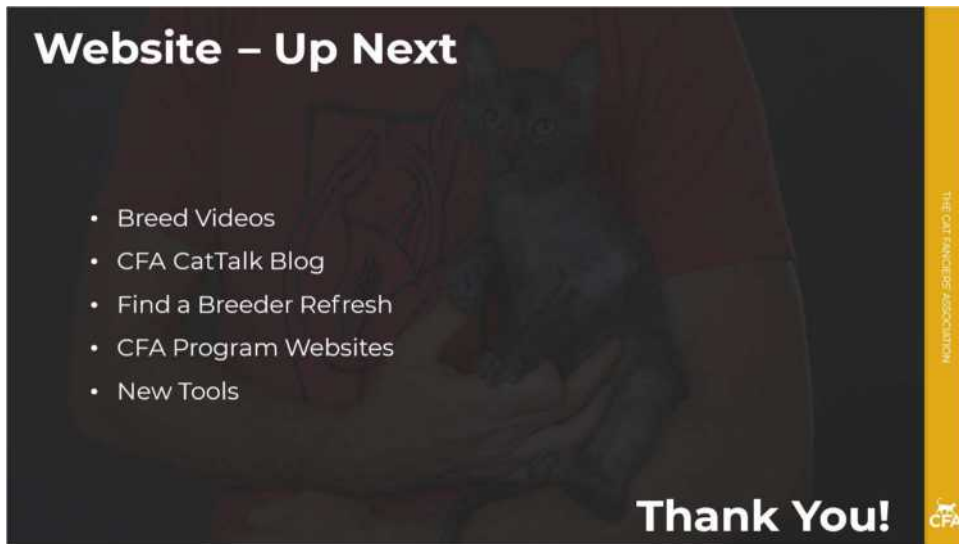 Website – Up Next
• Breed Videos
• CFA CatTalk Blog
• Find a Breeder Refresh
• CFA Program Websites
• New Tools
Thank You!
THE CAT FANCIERS' ASSOCIATION
CFA